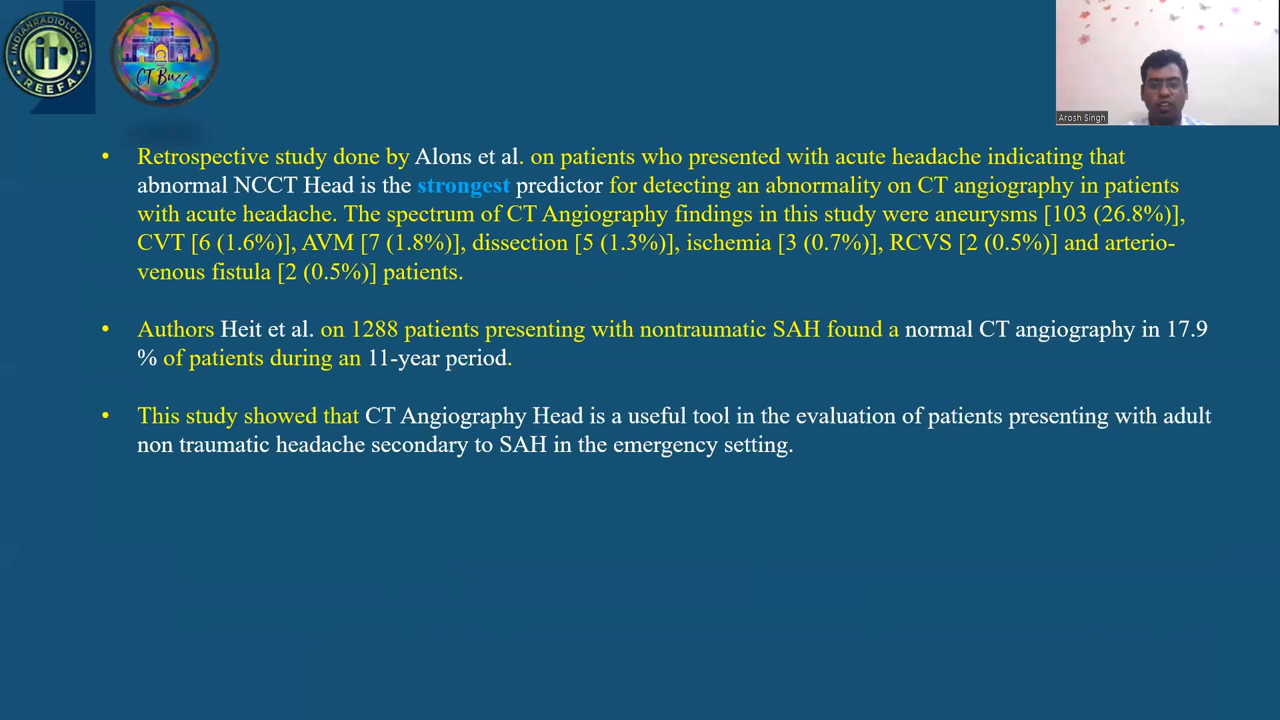 INDIANRADIOLOGIST
ir
REEFA
CT Buzz
Arosh Singh
• Retrospective study done by Alons et al. on patients who presented with acute headache indicating that
abnormal NCCT Head is the strongest predictor for detecting an abnormality on CT angiography in patients
with acute headache. The spectrum of CT Angiography findings in this study were aneurysms [103 (26.8%)],
CVT [6 (1.6%)], AVM [7 (1.8%)], dissection [5 (1.3%)], ischemia [3 (0.7%)], RCVS [2 (0.5%)] and arterio-
venous fistula [2 (0.5%)] patients.
• Authors Heit et al. on 1288 patients presenting with nontraumatic SAH found a normal CT angiography in 17.9
% of patients during an 11-year period.
• This study showed that CT Angiography Head is a useful tool in the evaluation of patients presenting with adult
non traumatic headache secondary to SAH in the emergency setting.